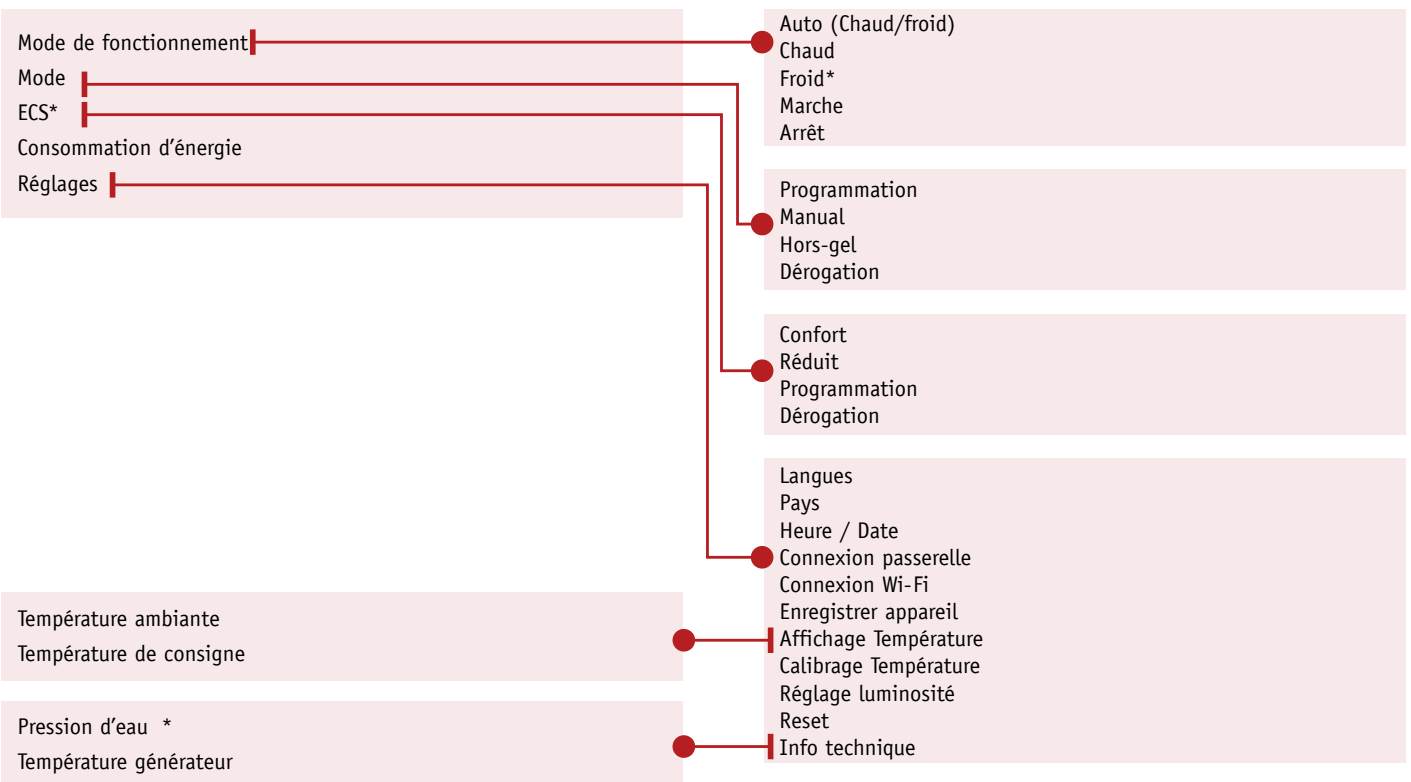 Mode de fonctionnement
Mode
ECS*
Consommation d’énergie
Réglages
Auto (Chaud/froid)
Chaud
Froid*
Marche
Arrêt
Programmation
Manual
Hors-gel
Dérogation
Confort
Réduit
Programmation
Dérogation
Langues
Pays
Heure / Date
Connexion passerelle
Connexion Wi-Fi
Enregistrer appareil
Affichage Température
Calibrage Température
Réglage luminosité
Reset
Info technique
Température ambiante
Température de consigne
Pression d’eau *
Température générateur